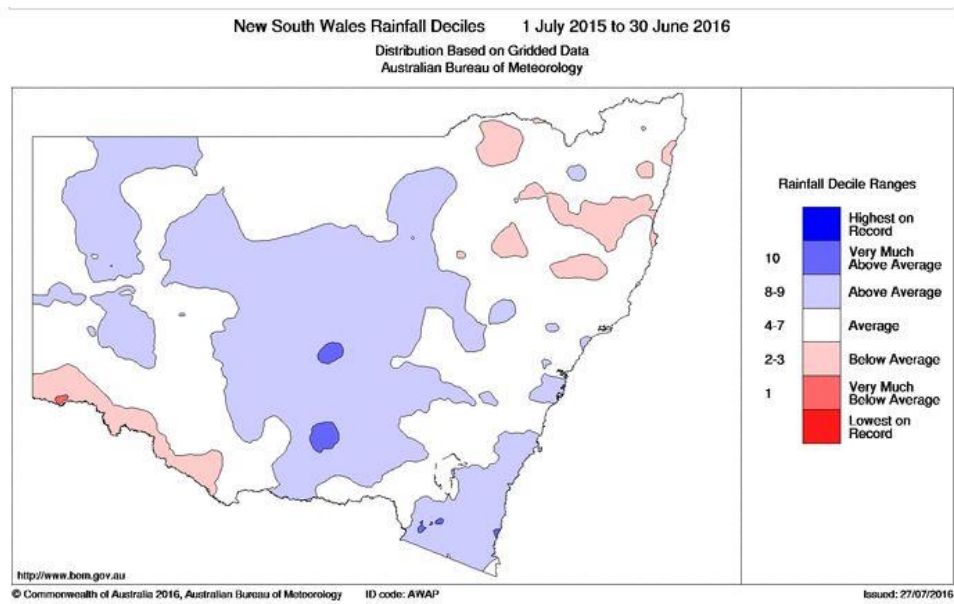 New South Wales Rainfall Deciles 1 July 2015 to 30 June 2016
Distribution Based on Gridded Data
Australian Bureau of Meteorology
Rainfall Decile Ranges
Highest on
Record
10 Very Much
Above Average
8-9 Above Average
4-7 Average
2-3 Below Average
1 Very Much
Below Average
Lowest on
Record
http://www.bom.gov.au
© Commonwealth of Australia 2016, Australian Bureau of Meteorology ID code: AWAP Issued: 27/07/2016